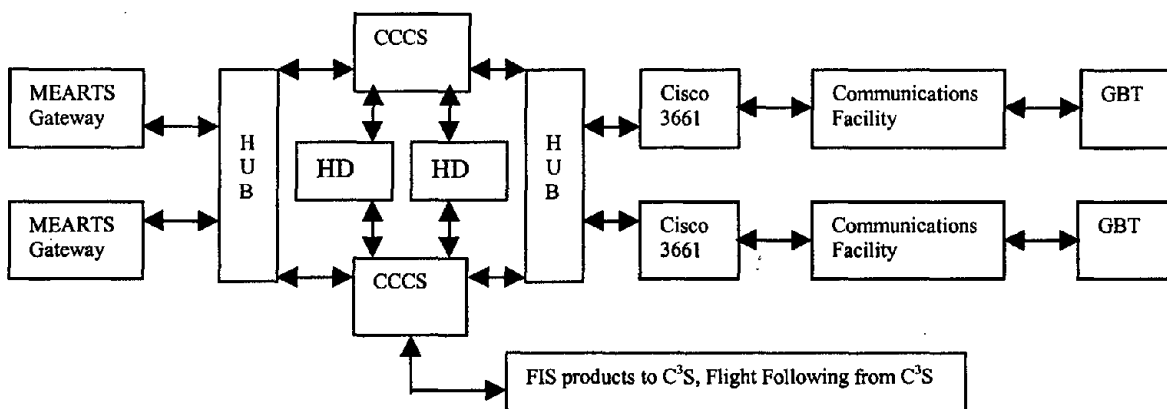 CCCS
MEARTS
Gateway
H
U
B
HD
HD
H
U
B
Cisco
3661
Communications
Facility
GBT
MEARTS
Gateway
Cisco
3661
Communications
Facility
GBT
CCCS
FIS products to C³S, Flight Following from C³S